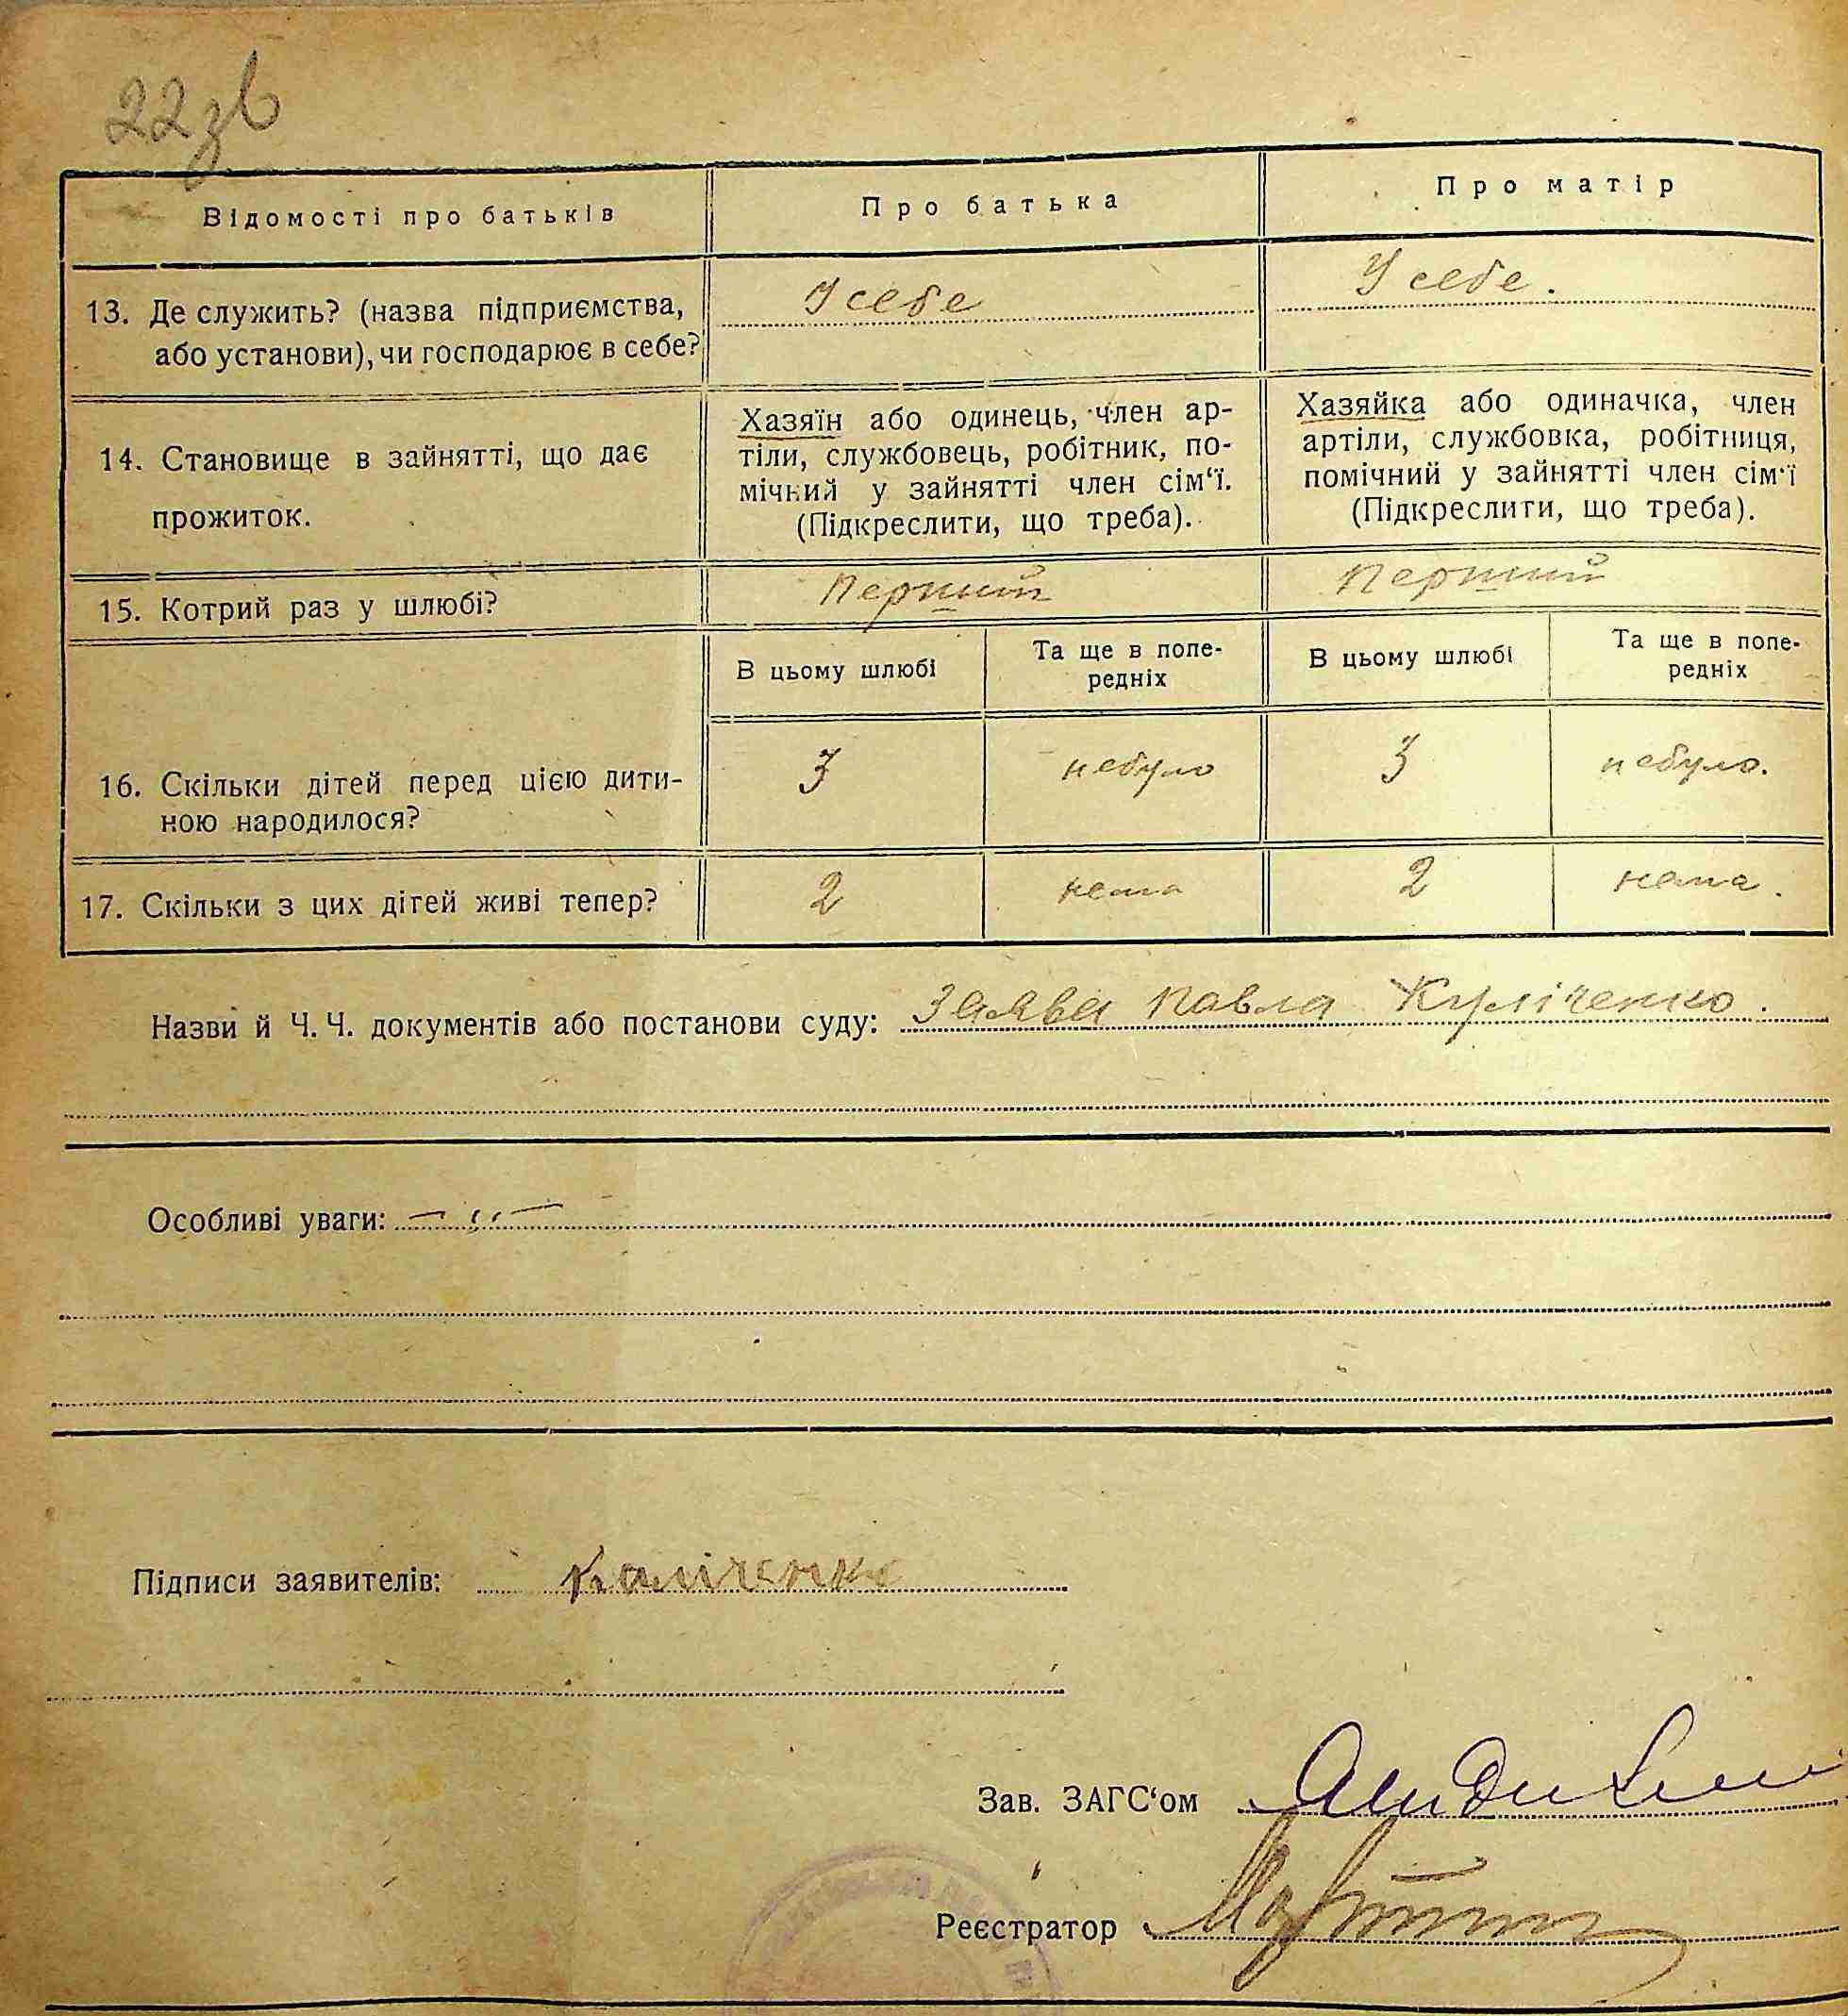 22зв
Відомості про батьків
Про батька
Про матір
13. Де служить? (назва підприємства,
або установи), чи господарює в себе?
У себе
У себе.
14. Становище в зайнятті, що дає
прожиток.
Хазяїн або одинець, член ар-
тіли, службовець, робітник, по-
мічний у зайнятті член сім‘ї.
(Підкреслити, що треба).
Хазяйка або одиначка, член
артіли, службовка, робітниця,
помічний у зайнятті член сім‘ї
(Підкреслити, що треба).
15. Котрий раз у шлюбі?
Перший
Перший
В цьому шлюбі
Та ще в попе-
редніх
В цьому шлюбі
Та ще в попе-
редніх
16. Скільки дітей перед цією дити-
ною народилося?
3
небуло
3
небуло.
17. Скільки з цих дітей живі тепер?
2
нема
2
нема.
Назви й Ч. Ч. документів або постанови суду: Заява Павла Куліченко.
Особливі уваги: — „ —
Підписи заявителів:
Зав. ЗАГС‘ом
Реєстратор